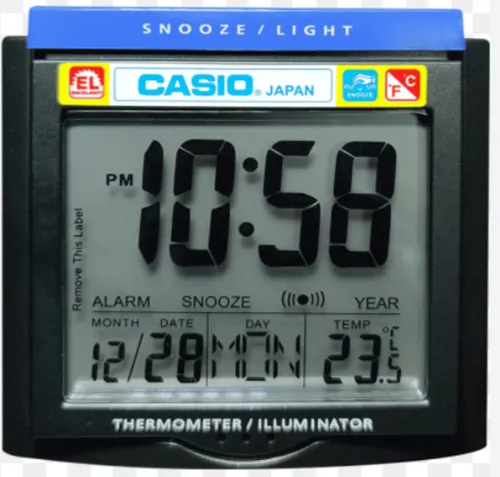 SNOOZE / LIGHT
EL
BACKLIGHT
CASIO® JAPAN
SNOOZE
°C
°F
PM 10:58
Remove This Label
ALARM SNOOZE (((●))) YEAR
MONTH DATE DAY TEMP
12/28 MON 23.5 °C
THERMOMETER / ILLUMINATOR